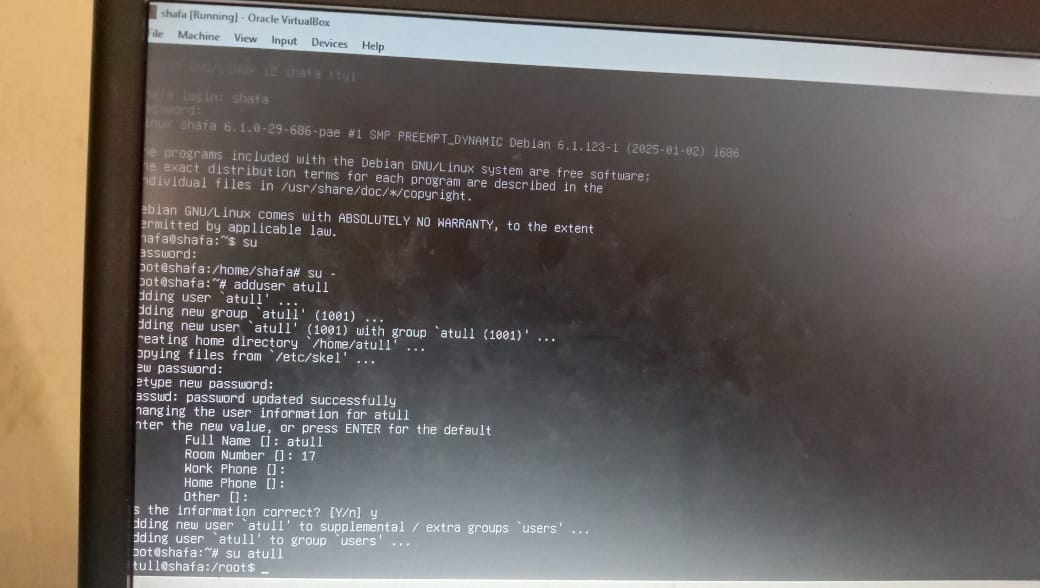 shafa [Running] - Oracle VirtualBox
ile Machine View Input Devices Help
GNU/Linux 12 shafa tty1
login: shafa
ssword:
inux shafa 6.1.0-29-686-pae #1 SMP PREEMPT_DYNAMIC Debian 6.1.123-1 (2025-01-02) i686
he programs included with the Debian GNU/Linux system are free software;
he exact distribution terms for each program are described in the
ndividual files in /usr/share/doc/*/copyright.
ebian GNU/Linux comes with ABSOLUTELY NO WARRANTY, to the extent
ermitted by applicable law.
hafa@shafa:~$ su
assword:
oot@shafa:/home/shafa# su -
oot@shafa:~# adduser atull
dding user `atull' ...
dding new group `atull' (1001) ...
dding new user `atull' (1001) with group `atull (1001)' ...
reating home directory `/home/atull' ...
opying files from `/etc/skel' ...
ew password:
etype new password:
asswd: password updated successfully
hanging the user information for atull
nter the new value, or press ENTER for the default
Full Name []: atull
Room Number []: 17
Work Phone []:
Home Phone []:
Other []:
s the information correct? [Y/n] y
dding new user `atull' to supplemental / extra groups `users' ...
dding user `atull' to group `users' ...
oot@shafa:~# su atull
tull@shafa:/root$ _